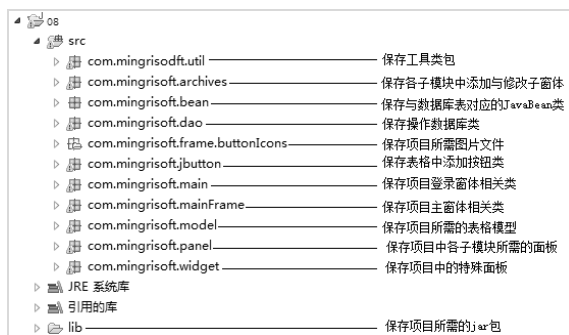 08
src
com.mingrisodft.util 保存工具类包
com.mingrisoft.archives 保存各子模块中添加与修改子窗体
com.mingrisoft.bean 保存与数据库表对应的JavaBean类
com.mingrisoft.dao 保存操作数据库类
com.mingrisoft.frame.buttonIcons 保存项目所需图片文件
com.mingrisoft.jbutton 保存表格中添加按钮类
com.mingrisoft.main 保存项目登录窗体相关类
com.mingrisoft.mainFrame 保存项目主窗体相关类
com.mingrisoft.model 保存项目所需的表格模型
com.mingrisoft.panel 保存项目中各子模块所需的面板
com.mingrisoft.widget 保存项目中的特殊面板
JRE 系统库
引用的库
lib 保存项目所需的jar包